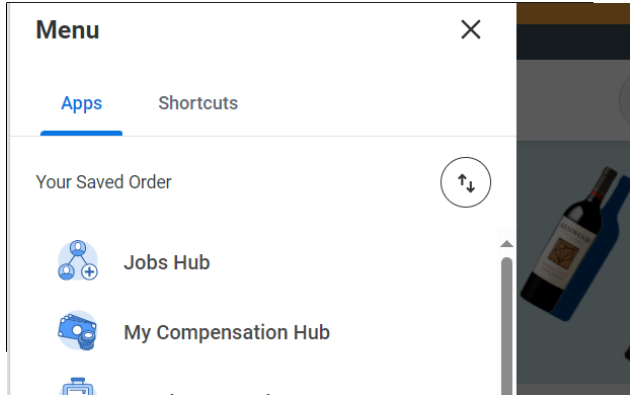 Menu
Apps
Shortcuts
Your Saved Order
Jobs Hub
My Compensation Hub